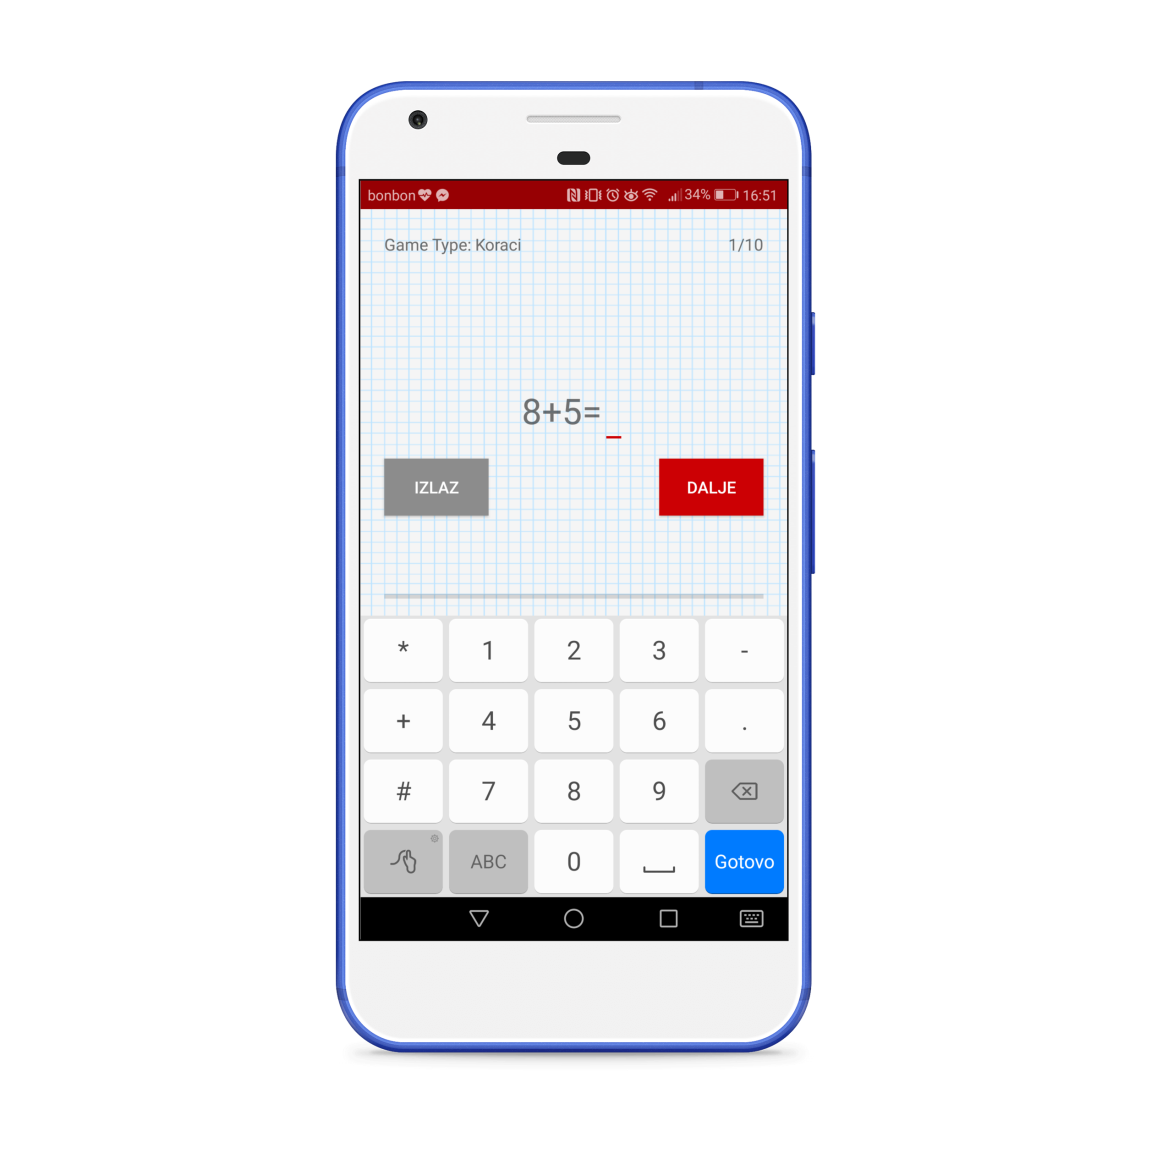 bonbon 34% 16:51
Game Type: Koraci 1/10
8+5= _
IZLAZ DALJE
* 1 2 3 -
+ 4 5 6 .
# 7 8 9
ABC 0 Gotovo